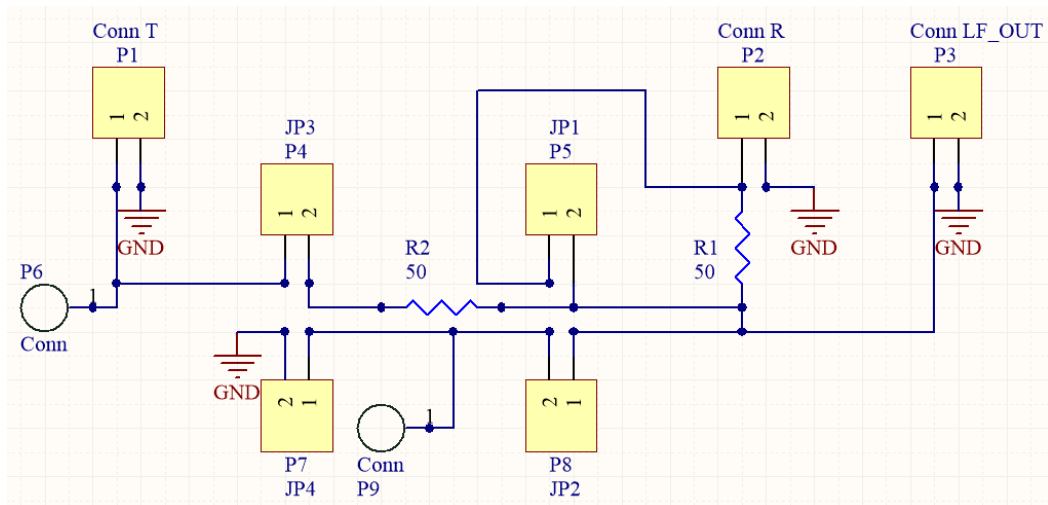 Conn T
P1
1 2
GND
JP3
P4
1 2
R2
50
JP1
P5
1 2
Conn R
P2
1 2
GND
R1
50
Conn LF_OUT
P3
1 2
GND
P6
1
Conn
GND
2 1
P7
JP4
1
Conn
P9
2 1
P8
JP2